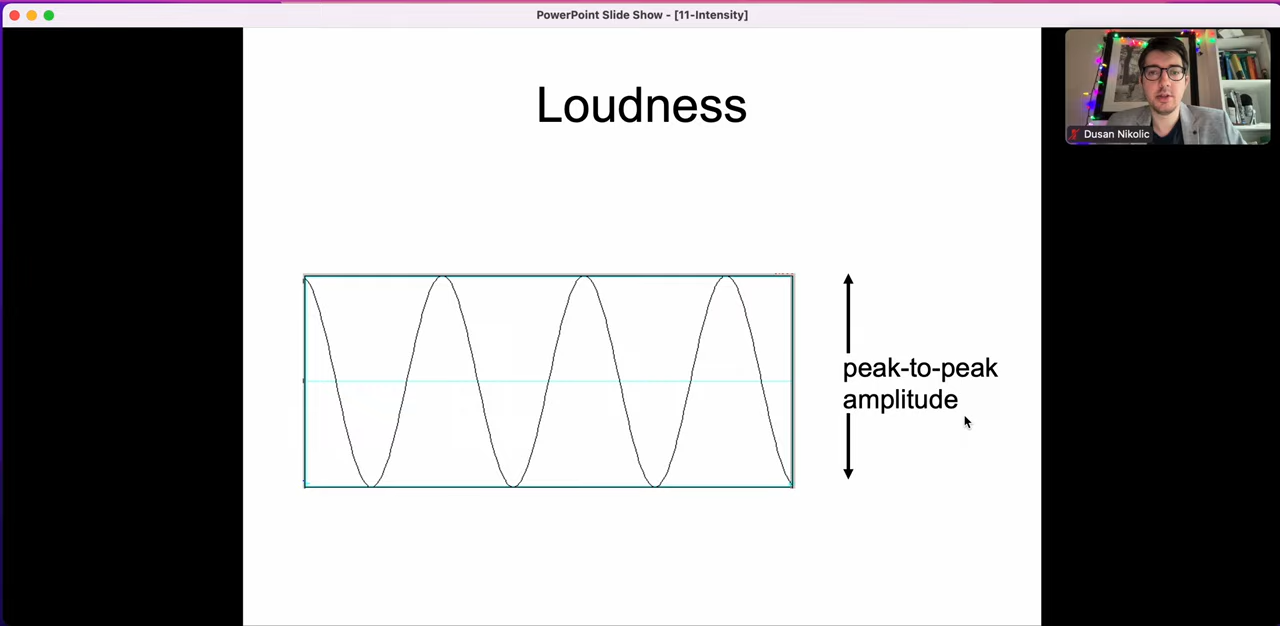 PowerPoint Slide Show - [11-Intensity]
Loudness
Dusan Nikolic
peak-to-peak
amplitude